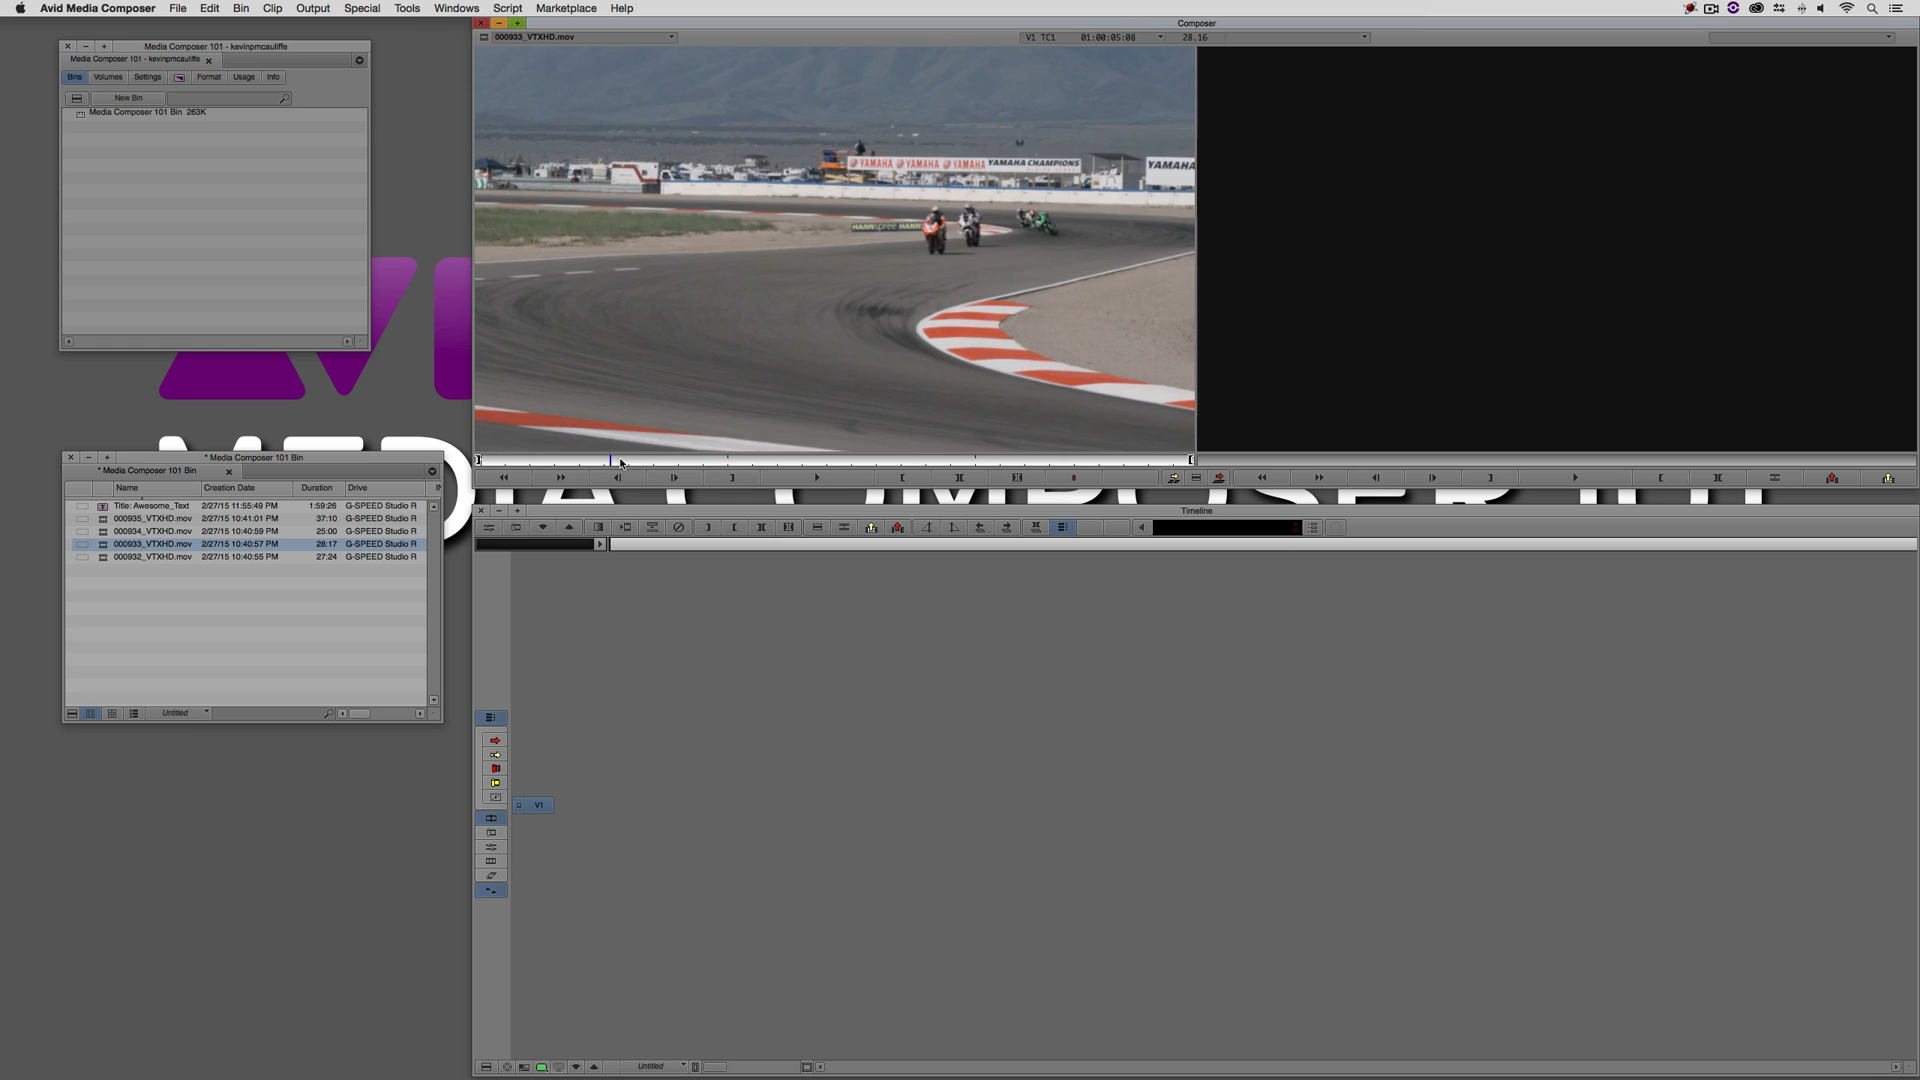 Avid Media Composer File Edit Bin Clip Output Special Tools Windows Script Marketplace Help
Composer
000933_VTXHD.mov
V1 TC1 01:00:05:08 28.16
Media Composer 101 - kevinpmcauliffe
Media Composer 101 - kevinpmcauliffe
Bins Volumes Settings Format Usage Info
New Bin
Media Composer 101 Bin 263K
YAMAHA YAMAHA YAMAHA YAMAHA CHAMPIONS
YAMAHA
HANNspree HANN
MEDIA COMPOSER 101
* Media Composer 101 Bin
* Media Composer 101 Bin
Name Creation Date Duration Drive
Title: Awesome_Text 2/27/15 11:55:49 PM 1:59:26 G-SPEED Studio R
000935_VTXHD.mov 2/27/15 10:41:01 PM 37:10 G-SPEED Studio R
000934_VTXHD.mov 2/27/15 10:40:59 PM 25:00 G-SPEED Studio R
000933_VTXHD.mov 2/27/15 10:40:57 PM 28:17 G-SPEED Studio R
000932_VTXHD.mov 2/27/15 10:40:55 PM 27:24 G-SPEED Studio R
Untitled
Timeline
V1
Untitled